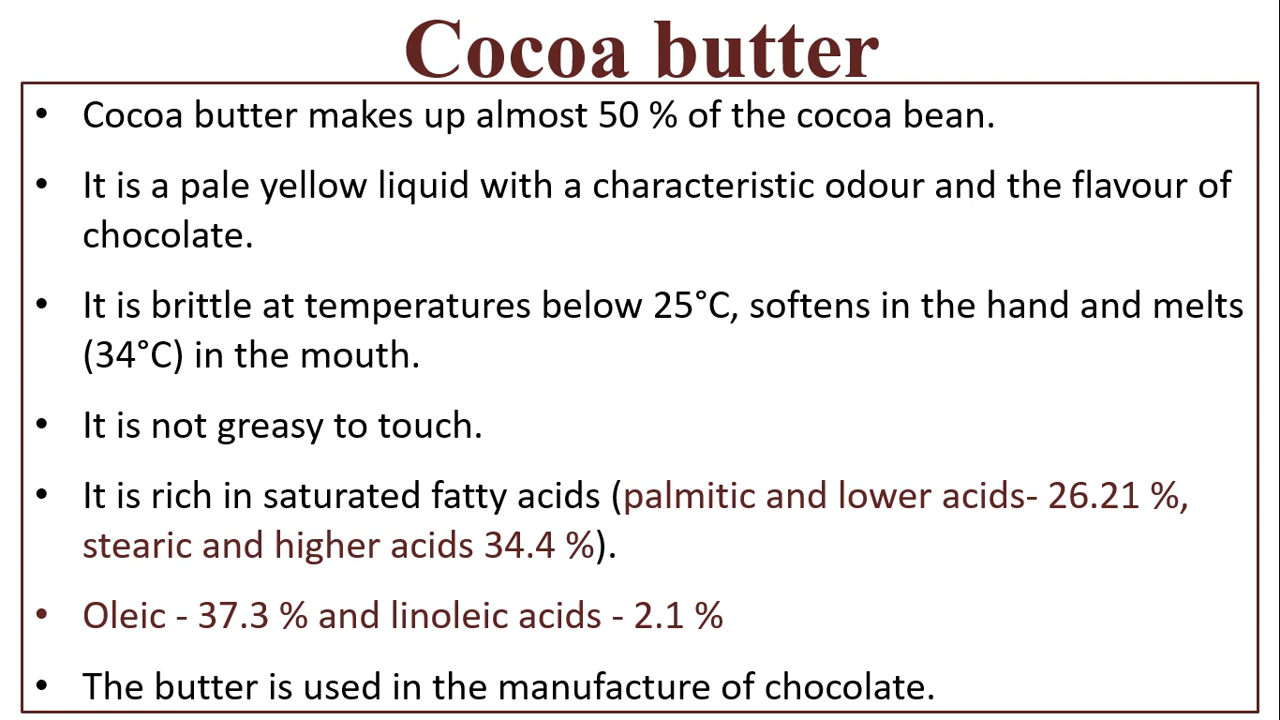 Cocoa butter
• Cocoa butter makes up almost 50 % of the cocoa bean.
• It is a pale yellow liquid with a characteristic odour and the flavour of
chocolate.
• It is brittle at temperatures below 25°C, softens in the hand and melts
(34°C) in the mouth.
• It is not greasy to touch.
• It is rich in saturated fatty acids (palmitic and lower acids- 26.21 %,
stearic and higher acids 34.4 %).
• Oleic - 37.3 % and linoleic acids - 2.1 %
• The butter is used in the manufacture of chocolate.